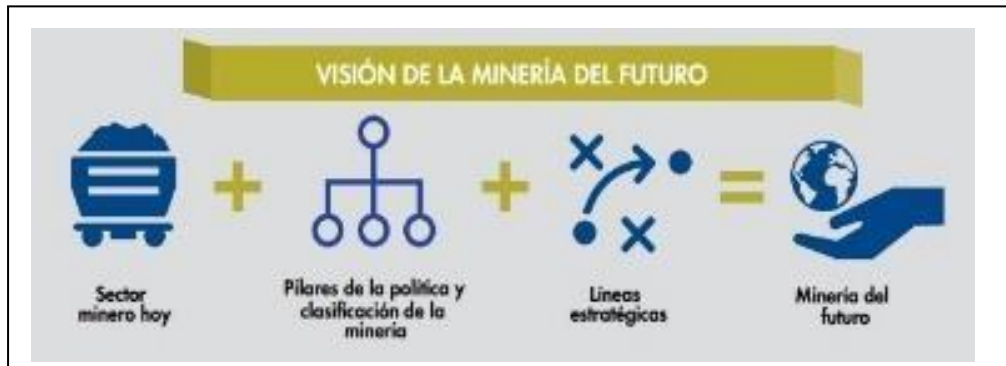 VISIÓN DE LA MINERÍA DEL FUTURO
Sector
minero hoy
Pilares de la política y
clasificación de la
minería
Líneas
estratégicas
Minería del
futuro